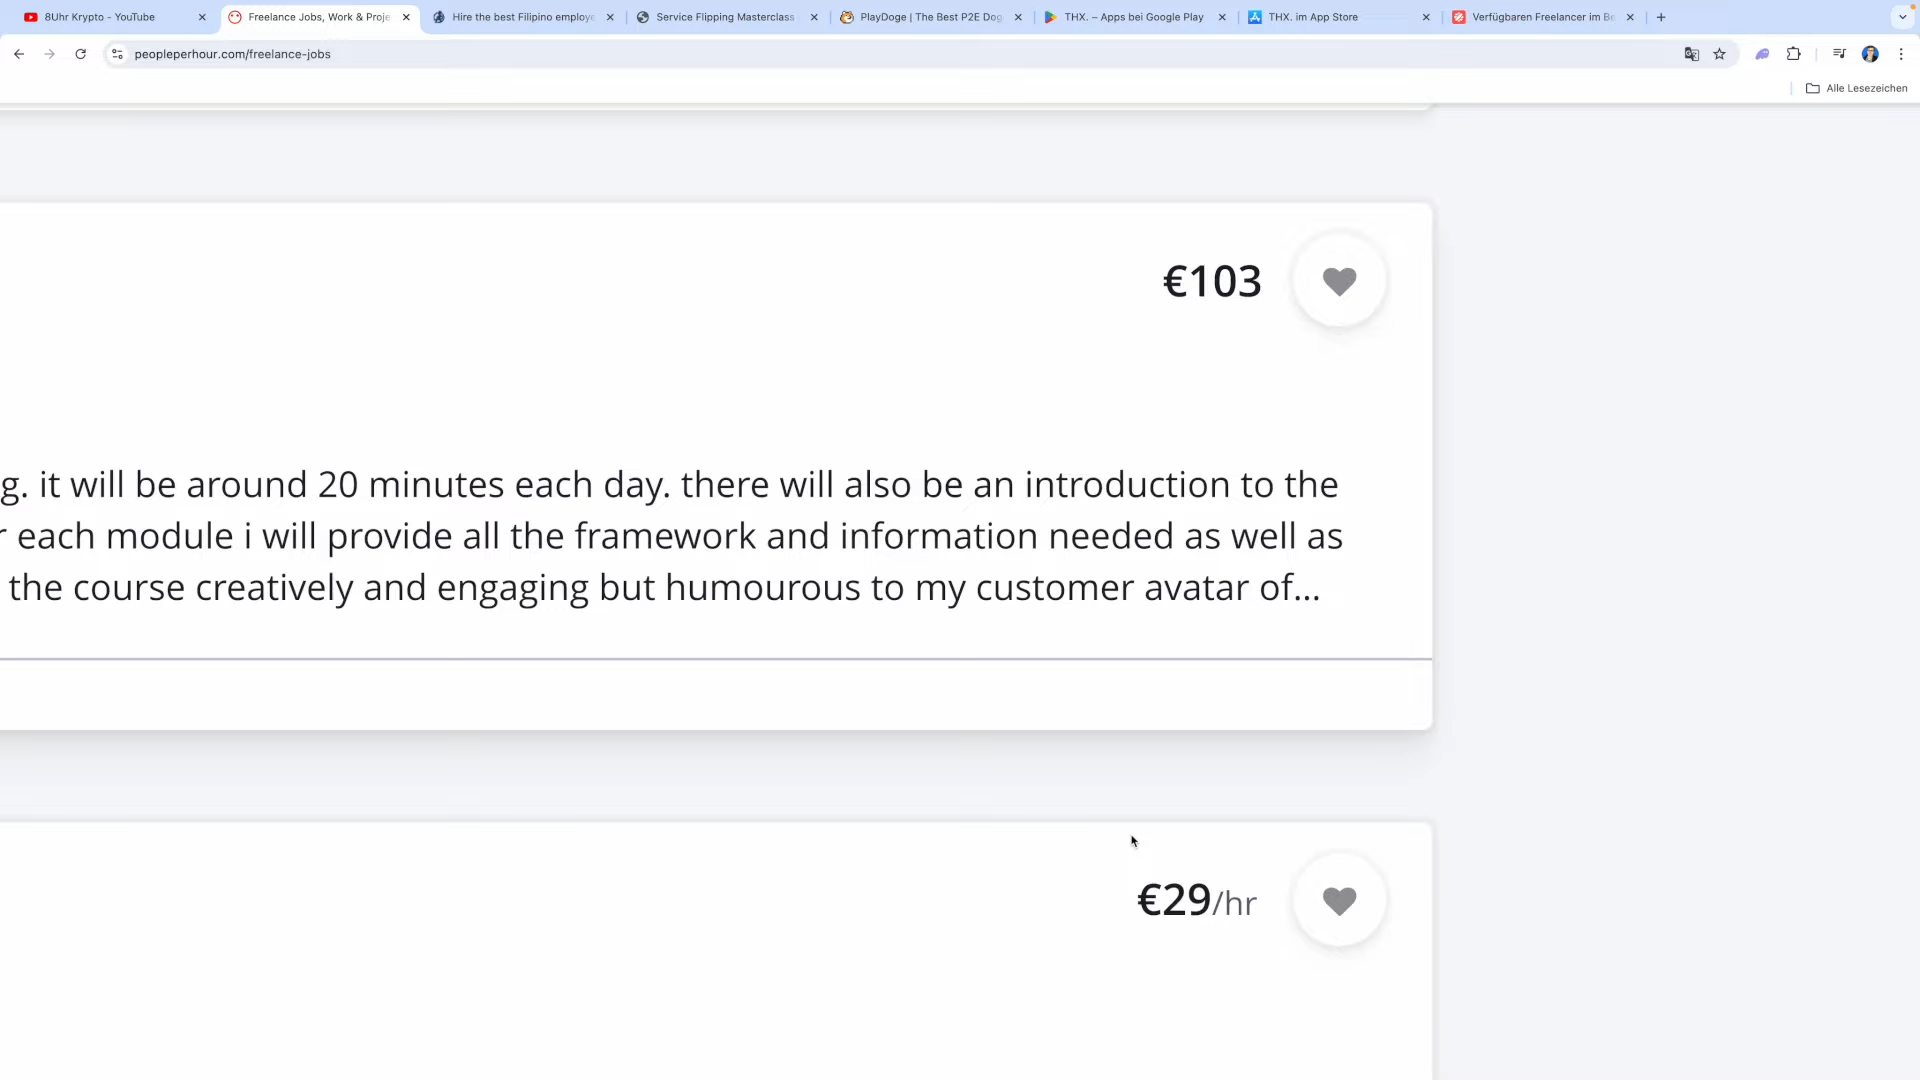 8Uhr Krypto - YouTube
Freelance Jobs, Work & Proje
Hire the best Filipino employe
Service Flipping Masterclass
PlayDoge | The Best P2E Dog
THX. – Apps bei Google Play
THX. im App Store
Verfügbaren Freelancer im Be
peopleperhour.com/freelance-jobs
Alle Lesezeichen
€103
g. it will be around 20 minutes each day. there will also be an introduction to the
r each module i will provide all the framework and information needed as well as
the course creatively and engaging but humourous to my customer avatar of...
€29/hr